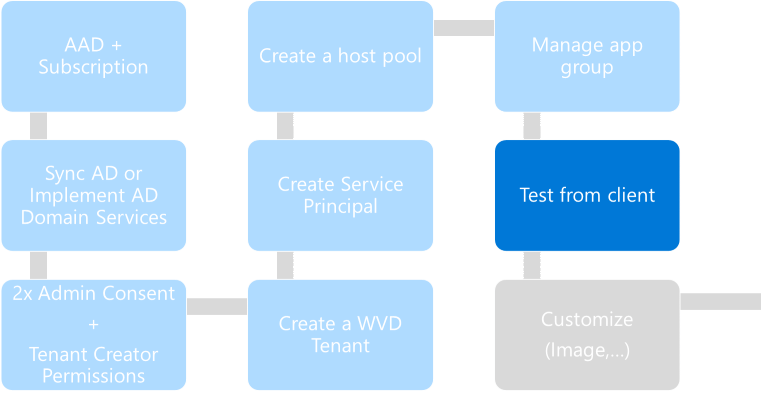 AAD +
Subscription
Sync AD or
Implement AD
Domain Services
2x Admin Consent
+
Tenant Creator
Permissions
Create a WVD
Tenant
Create Service
Principal
Create a host pool
Manage app
group
Test from client
Customize
(Image,...)